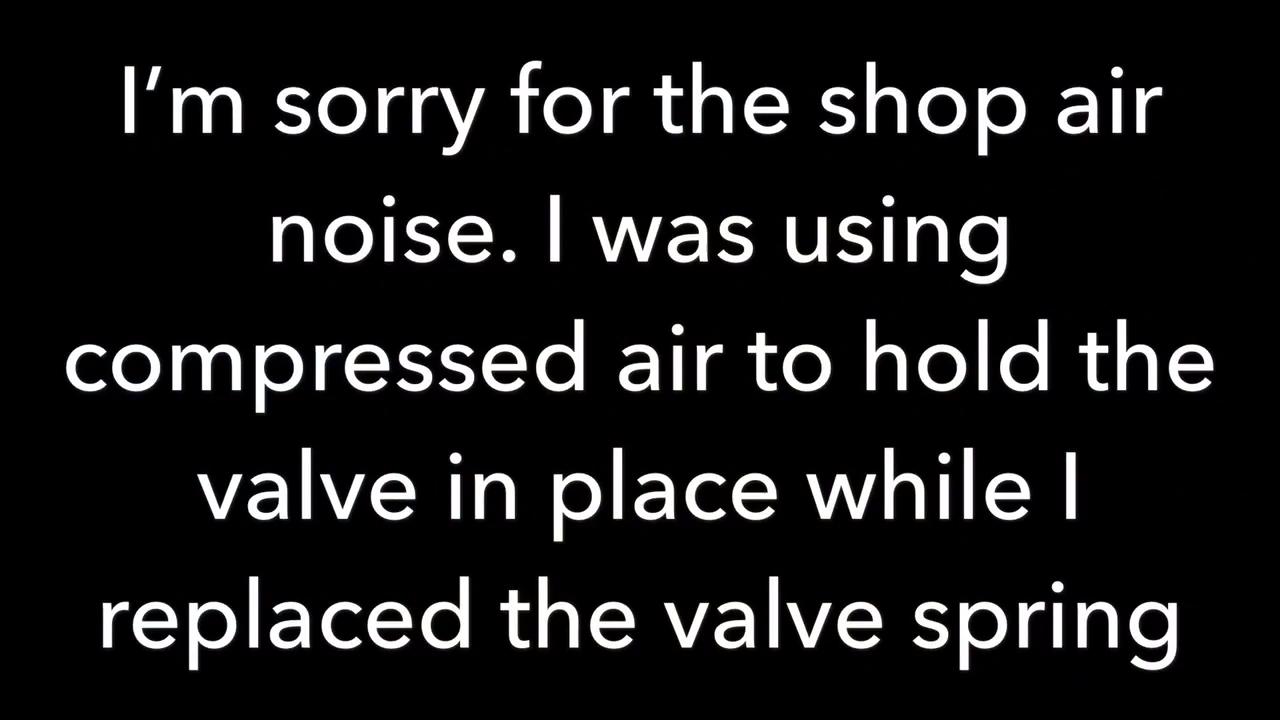 I’m sorry for the shop air
noise. I was using
compressed air to hold the
valve in place while I
replaced the valve spring